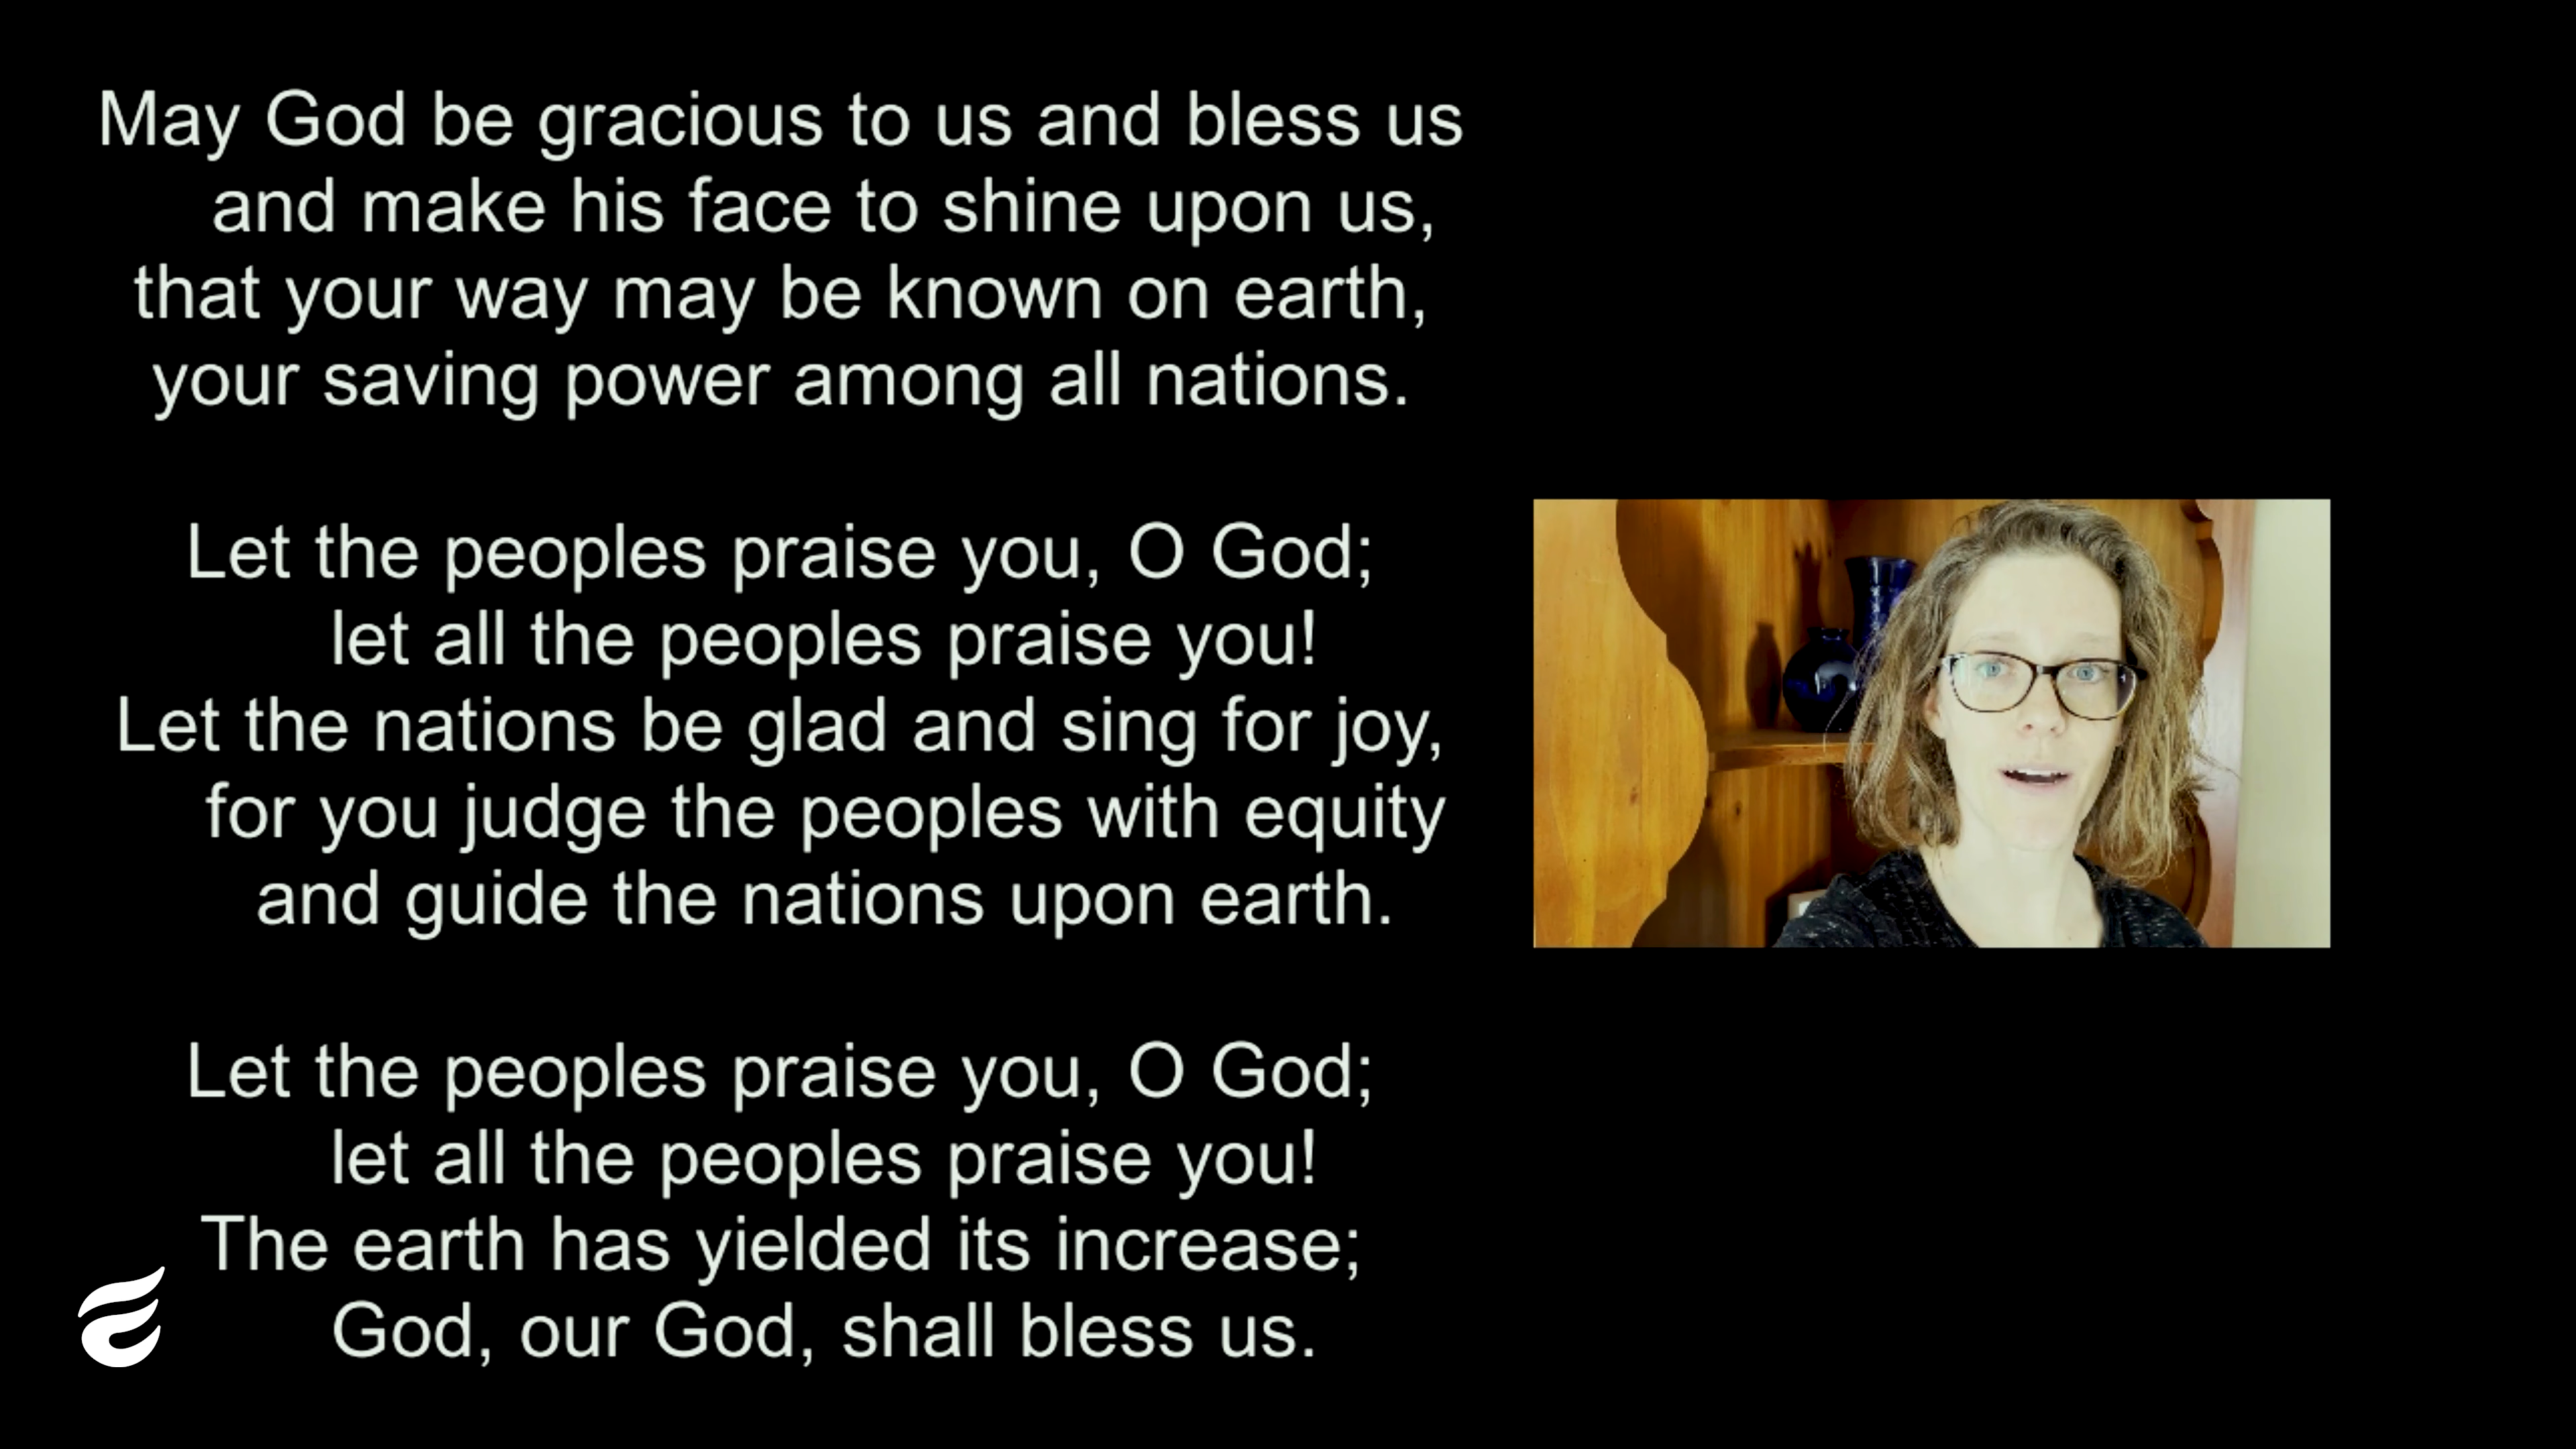 May God be gracious to us and bless us
and make his face to shine upon us,
that your way may be known on earth,
your saving power among all nations.
Let the peoples praise you, O God;
let all the peoples praise you!
Let the nations be glad and sing for joy,
for you judge the peoples with equity
and guide the nations upon earth.
Let the peoples praise you, O God;
let all the peoples praise you!
The earth has yielded its increase;
God, our God, shall bless us.